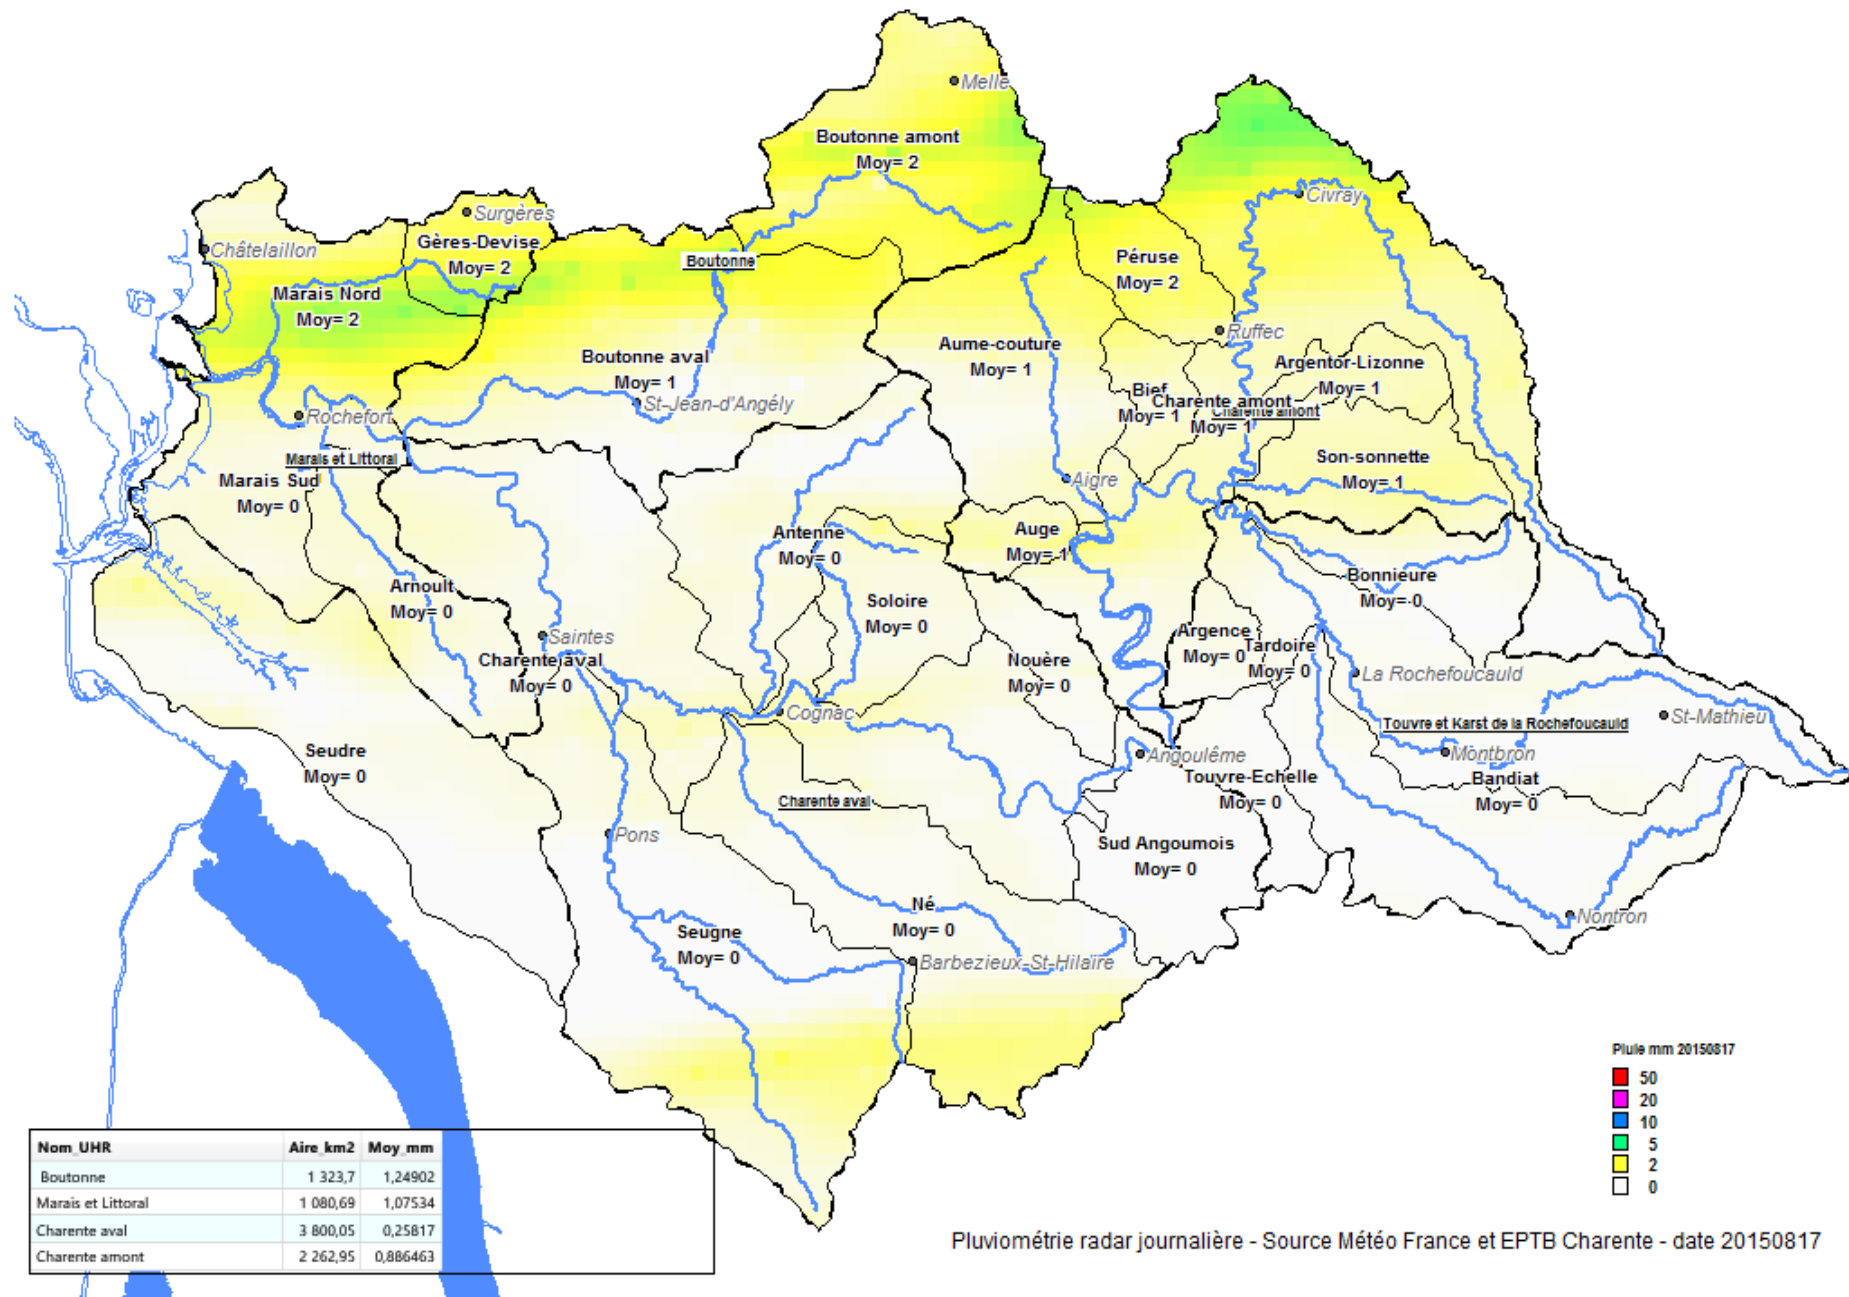 Melle
Boutonne amont
Moy= 2
Civray
Surgères
Châtelaillon
Gères-Devise
Moy= 2
Boutonne
Péruse
Moy= 2
Marais Nord
Moy= 2
Ruffec
Boutonne aval
Moy= 1
Aume-couture
Moy= 1
Argentor-Lizonne
Moy= 1
Bief
Moy= 1
Charente amont
Moy= 1
Charente amont
St-Jean-d'Angély
Rochefort
Marais et Littoral
Marais Sud
Moy= 0
Son-sonnette
Moy= 1
Aigre
Antenne
Moy= 0
Auge
Moy= 1
Arnoult
Moy= 0
Bonnieure
Moy= 0
Soloire
Moy= 0
Saintes
Charente aval
Moy= 0
Nouère
Moy= 0
Argence
Moy= 0
Tardoire
Moy= 0
La Rochefoucauld
Cognac
St-Mathieu
Touvre et Karst de la Rochefoucauld
Seudre
Moy= 0
Angoulême
Montbron
Touvre-Echelle
Moy= 0
Bandiat
Moy= 0
Charente aval
Pons
Sud Angoumois
Moy= 0
Né
Moy= 0
Nontron
Seugne
Moy= 0
Barbezieux-St-Hilaire
Pluie mm 20150817
50
20
10
5
2
0
Nom_UHR Aire_km2 Moy_mm
Boutonne 1 323,7 1,24902
Marais et Littoral 1 080,69 1,07534
Charente aval 3 800,05 0,25817
Charente amont 2 262,95 0,886463
Pluviométrie radar journalière - Source Météo France et EPTB Charente - date 20150817